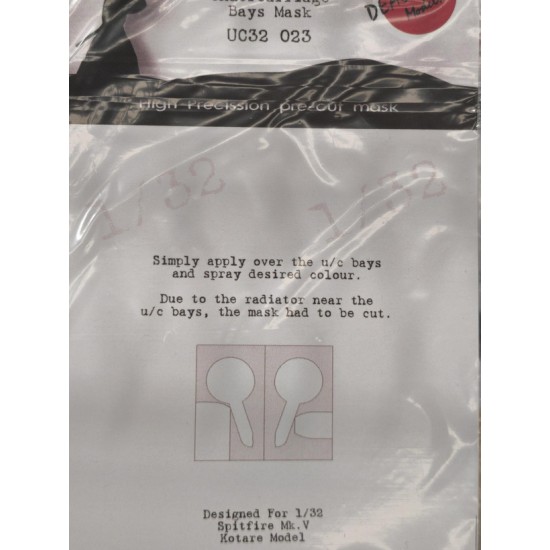 Bays Mask
UC32 023
High Precission pre-cut mask
1/32 1/32
Simply apply over the u/c bays
and spray desired colour.
Due to the radiator near the
u/c bays, the mask had to be cut.
Designed For 1/32
Spitfire Mk.V
Kotare Model